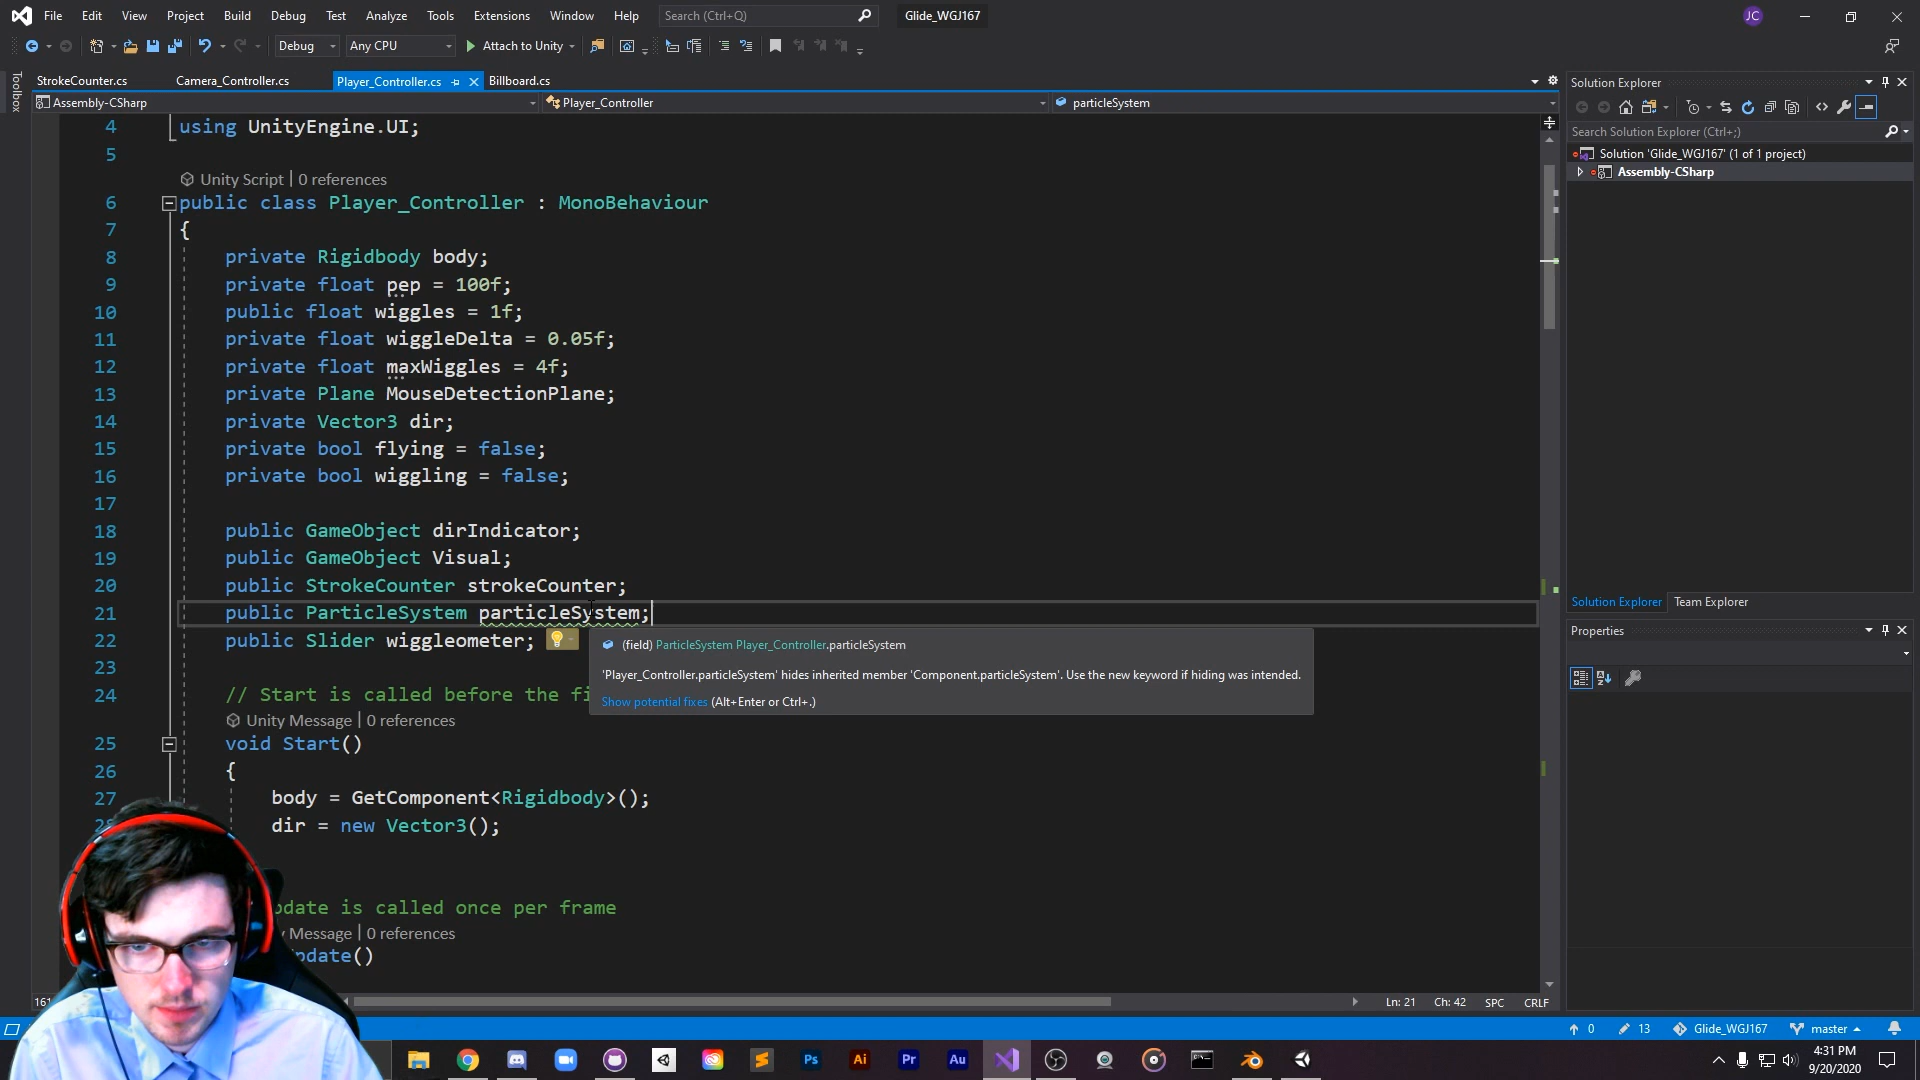 File Edit View Project Build Debug Test Analyze Tools Extensions Window Help Search (Ctrl+Q) Glide_WGJ167 JC
Debug Any CPU Attach to Unity
Toolbox
StrokeCounter.cs Camera_Controller.cs Player_Controller.cs Billboard.cs
Assembly-CSharp Player_Controller particleSystem
4 using UnityEngine.UI;
5
Unity Script | 0 references
6 public class Player_Controller : MonoBehaviour
7 {
8 private Rigidbody body;
9 private float pep = 100f;
10 public float wiggles = 1f;
11 private float wiggleDelta = 0.05f;
12 private float maxWiggles = 4f;
13 private Plane MouseDetectionPlane;
14 private Vector3 dir;
15 private bool flying = false;
16 private bool wiggling = false;
17
18 public GameObject dirIndicator;
19 public GameObject Visual;
20 public StrokeCounter strokeCounter;
21 public ParticleSystem particleSystem;
22 public Slider wiggleometer;
(field) ParticleSystem Player_Controller.particleSystem
'Player_Controller.particleSystem' hides inherited member 'Component.particleSystem'. Use the new keyword if hiding was intended.
Show potential fixes (Alt+Enter or Ctrl+.)
23
24 // Start is called before the fi
Unity Message | 0 references
25 void Start()
26 {
27 body = GetComponent<Rigidbody>();
28 dir = new Vector3();
pdate is called once per frame
y Message | 0 references
pdate()
161
Ln: 21 Ch: 42 SPC CRLF
Solution Explorer
Search Solution Explorer (Ctrl+;)
Solution 'Glide_WGJ167' (1 of 1 project)
Assembly-CSharp
Solution Explorer Team Explorer
Properties
0 13 Glide_WGJ167 master
Ps Ai Pr Au
4:31 PM
9/20/2020